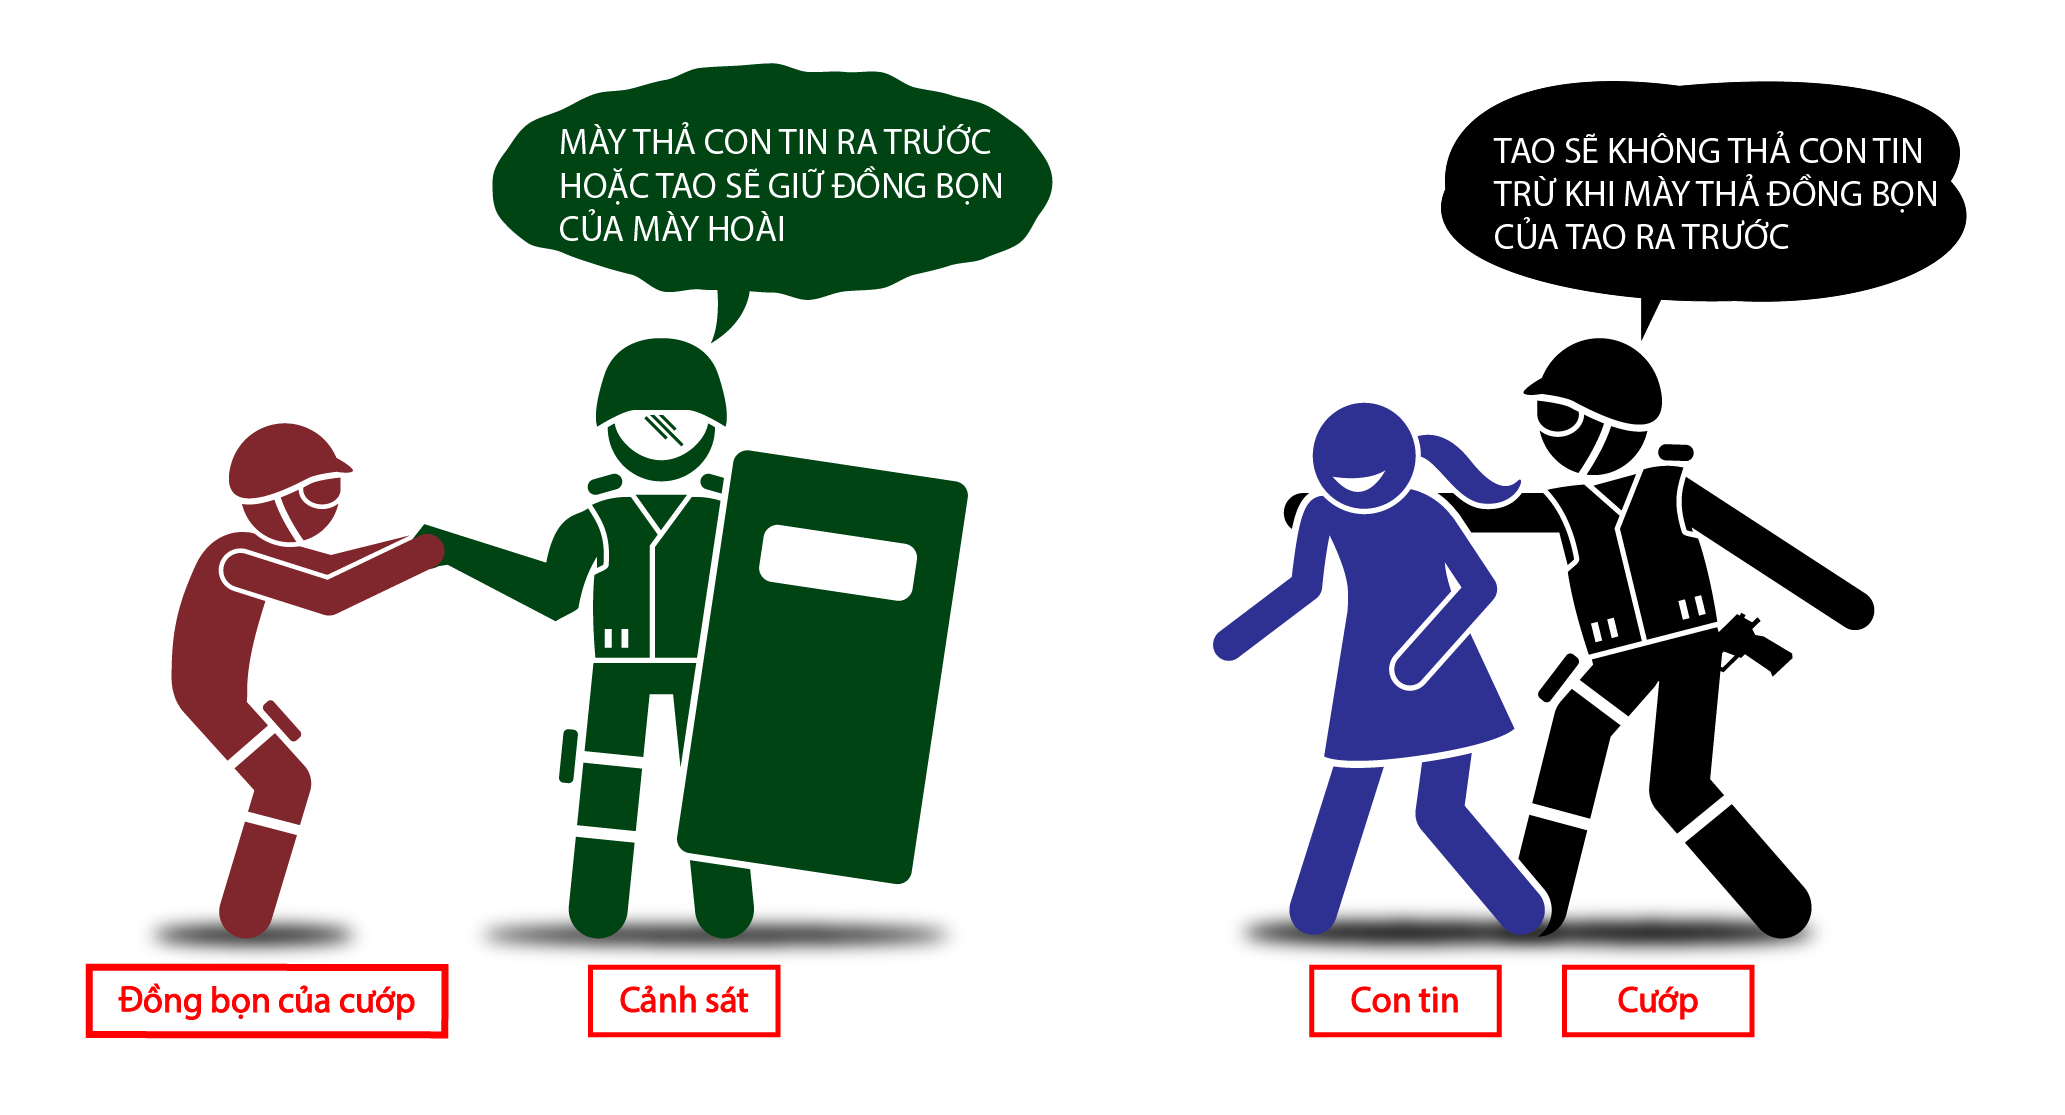 MÀY THẢ CON TIN RA TRƯỚC
HOẶC TAO SẼ GIỮ ĐỒNG BỌN
CỦA MÀY HOÀI
TAO SẼ KHÔNG THẢ CON TIN
TRỪ KHI MÀY THẢ ĐỒNG BỌN
CỦA TAO RA TRƯỚC
Đồng bọn của cướp
Cảnh sát
Con tin
Cướp